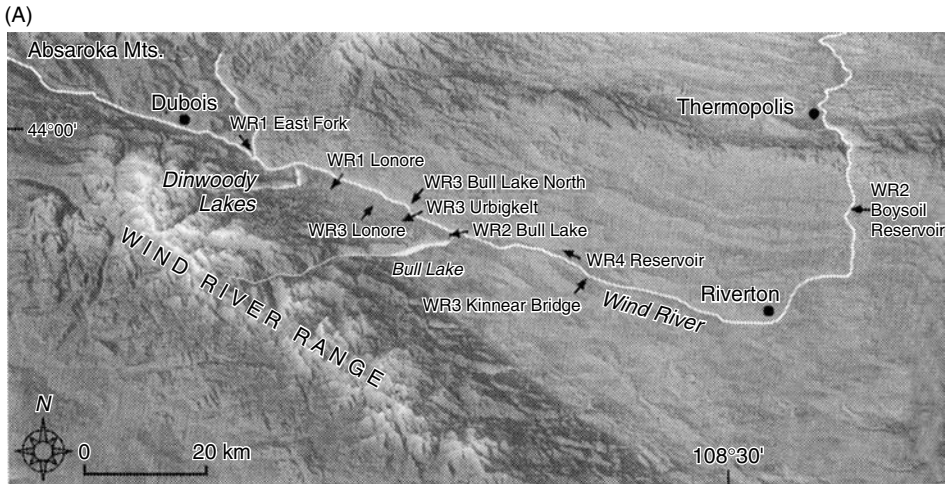 (A)
Absaroka Mts.
Dubois
Thermopolis
44°00'
WR1 East Fork
WR1 Lonore
Dinwoody
Lakes
WR3 Bull Lake North
WR3 Urbigkelt
WR3 Lonore
WR2 Bull Lake
WR2
Boysoil
Reservoir
Bull Lake
WR4 Reservoir
WIND RIVER RANGE
WR3 Kinnear Bridge
Wind River
Riverton
N
0 20 km
108°30'